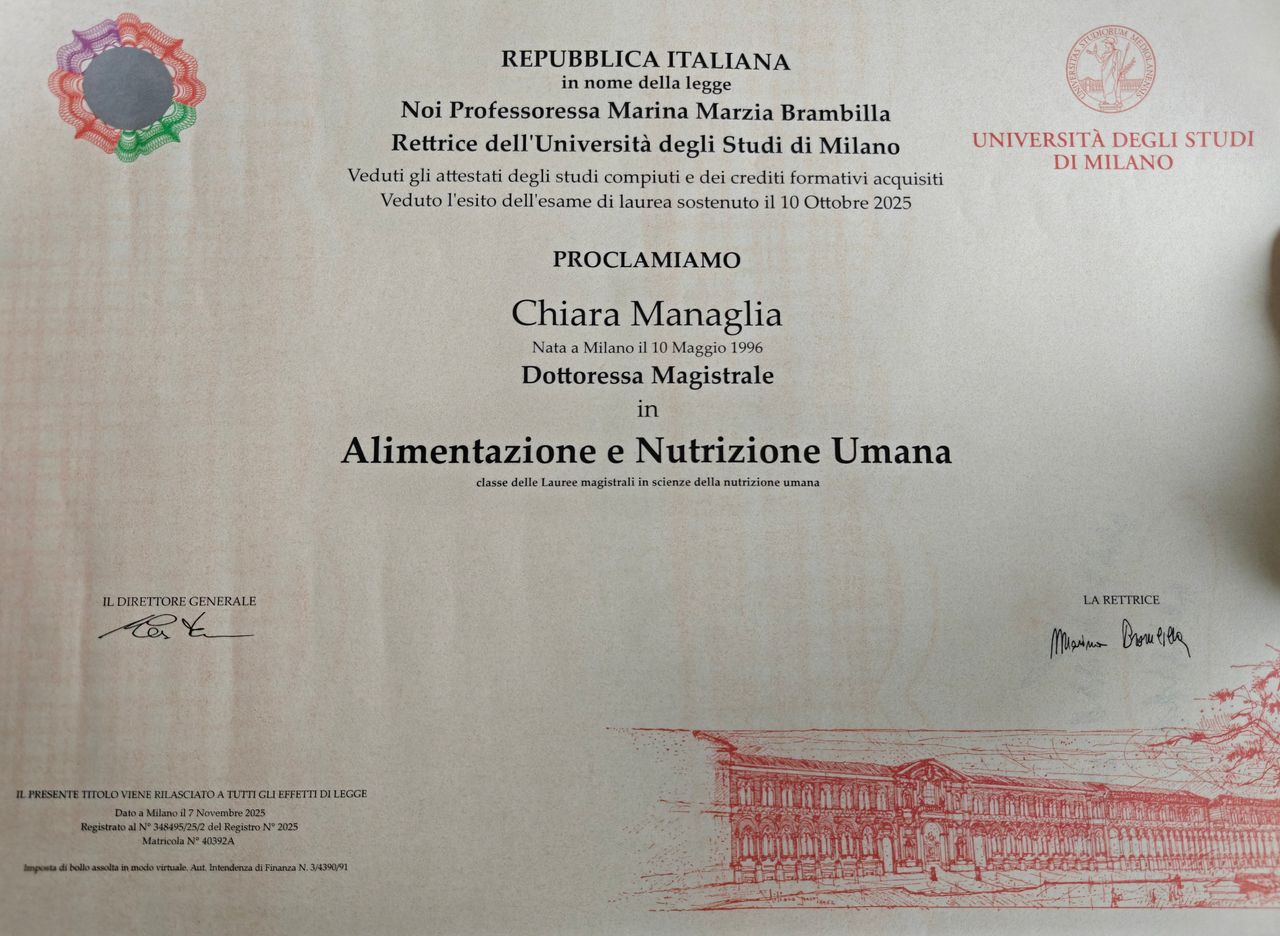 REPUBBLICA ITALIANA
in nome della legge
Noi Professoressa Marina Marzia Brambilla
Rettrice dell'Università degli Studi di Milano
Veduti gli attestati degli studi compiuti e dei crediti formativi acquisiti
Veduto l'esito dell'esame di laurea sostenuto il 10 Ottobre 2025
UNIVERSITAS STUDIORUM MEDIOLANENSIS
UNIVERSITÀ DEGLI STUDI
DI MILANO
PROCLAMIAMO
Chiara Managlia
Nata a Milano il 10 Maggio 1996
Dottoressa Magistrale
in
Alimentazione e Nutrizione Umana
classe delle Lauree magistrali in scienze della nutrizione umana
IL DIRETTORE GENERALE
LA RETTRICE
Marina Brambilla
IL PRESENTE TITOLO VIENE RILASCIATO A TUTTI GLI EFFETTI DI LEGGE
Dato a Milano il 7 Novembre 2025
Registrato al N° 348495/25/2 del Registro N° 2025
Matricola N° 40392A
Imposta di bollo assolta in modo virtuale. Aut. Intendenza di Finanza N. 3/4390/91